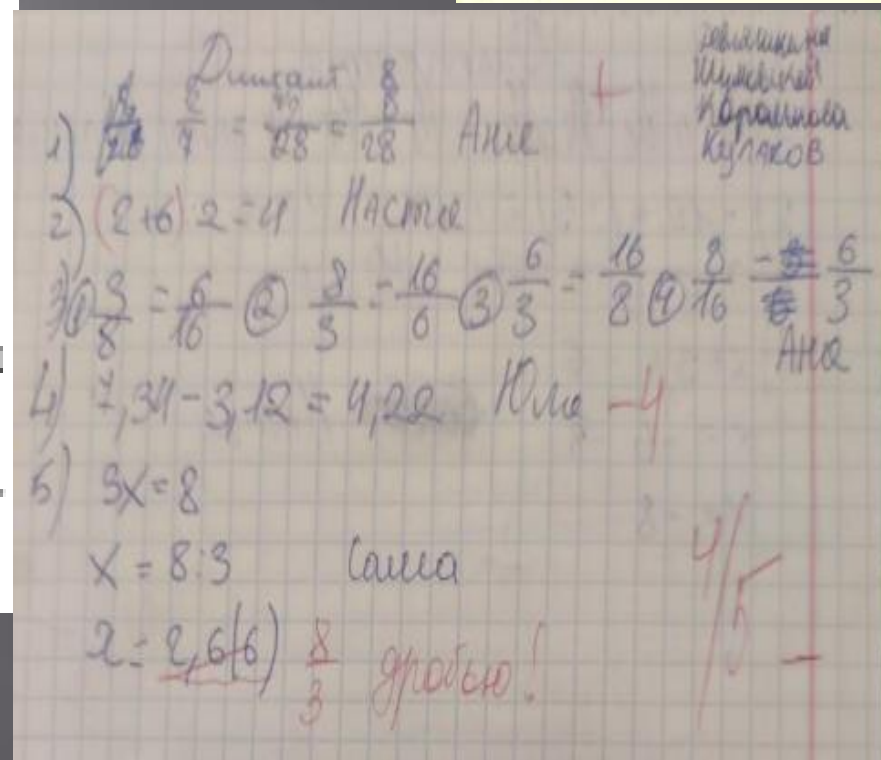 Диктант +
1) 2/7 = 8/28 = 8/28 Аня
2) (2+6) 2 = 4 Настя
3) ① 3/8 = 6/16 ② 8/3 = 16/6 ③ 6/3 = 16/8 ④ 8/16 6/3
Аня
4) 7,34 - 3,12 = 4,22 Юля -4
5) 3x = 8
x = 8:3 Саша
x = 2,6(6) 8/3 дробью!
4/5
Кулаков